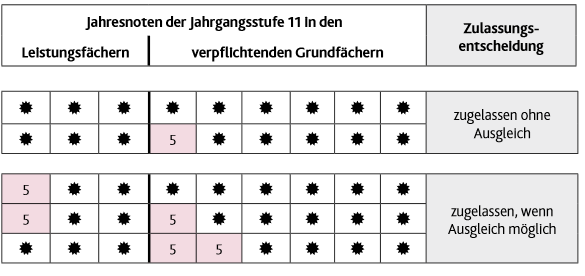 Jahresnoten der Jahrgangsstufe 11 in den
Zulassungs-
entscheidung
Leistungsfächern
verpflichtenden Grundfächern
✹ ✹ ✹ ✹ ✹ ✹ ✹ ✹ ✹
✹ ✹ ✹ 5 ✹ ✹ ✹ ✹ ✹
zugelassen ohne
Ausgleich
5 ✹ ✹ ✹ ✹ ✹ ✹ ✹ ✹
5 ✹ ✹ 5 ✹ ✹ ✹ ✹ ✹
✹ ✹ ✹ 5 5 ✹ ✹ ✹ ✹
zugelassen, wenn
Ausgleich möglich